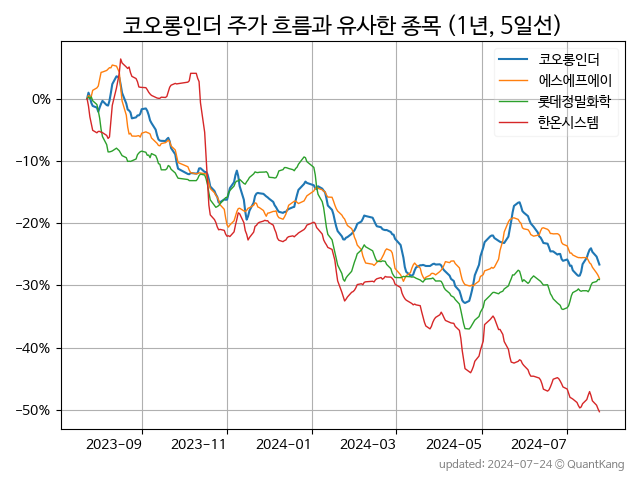 코오롱인더 주가 흐름과 유사한 종목 (1년, 5일선)
코오롱인더
에스에프에이
롯데정밀화학
한온시스템
0%
−10%
−20%
−30%
−40%
−50%
2023-09
2023-11
2024-01
2024-03
2024-05
2024-07
updated: 2024-07-24 © QuantKang